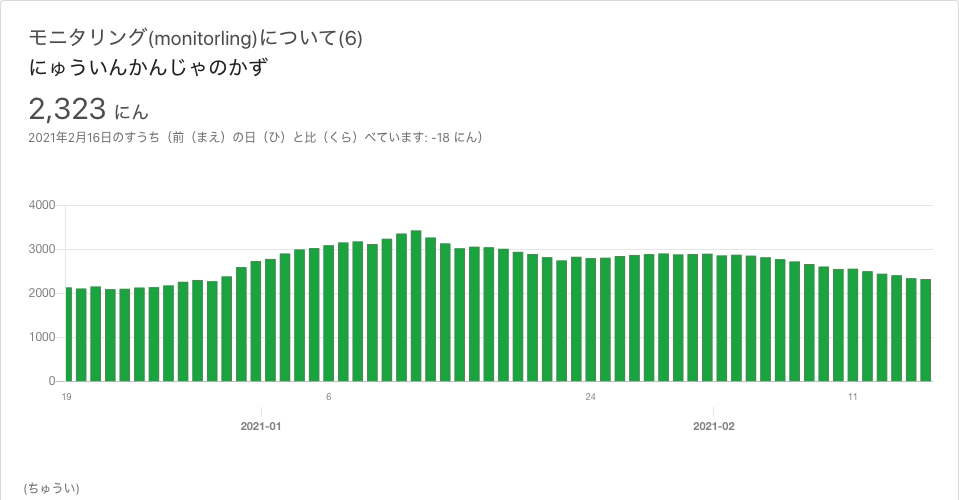 モニタリング(monitorling)について(6)
にゅういんかんじゃのかず
2,323 にん
2021年2月16日のすうち（前（まえ）の日（ひ）と比（くら）べています: -18 にん）
4000
3000
2000
1000
0
19 6 24 11
2021-01 2021-02
(ちゅうい)